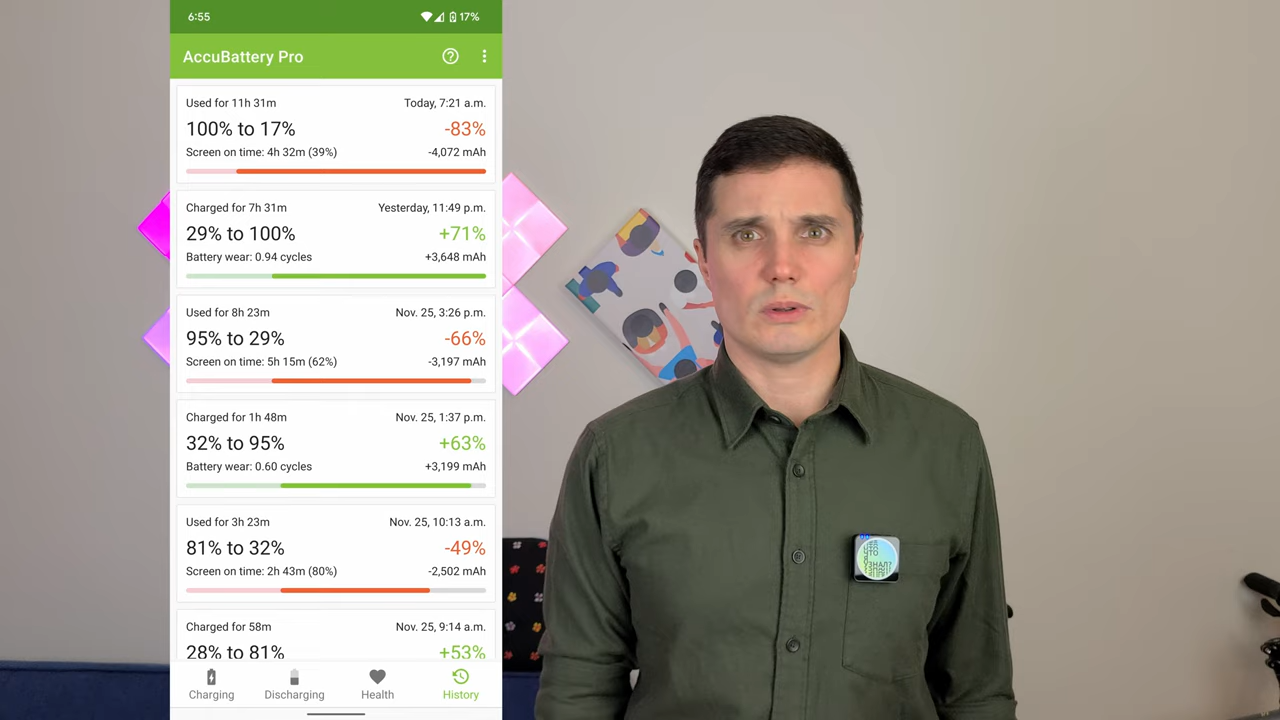 6:55 17%
AccuBattery Pro
Used for 11h 31m Today, 7:21 a.m.
100% to 17% -83%
Screen on time: 4h 32m (39%) -4,072 mAh
Charged for 7h 31m Yesterday, 11:49 p.m.
29% to 100% +71%
Battery wear: 0.94 cycles +3,648 mAh
Used for 8h 23m Nov. 25, 3:26 p.m.
95% to 29% -66%
Screen on time: 5h 15m (62%) -3,197 mAh
Charged for 1h 48m Nov. 25, 1:37 p.m.
32% to 95% +63%
Battery wear: 0.60 cycles +3,199 mAh
Used for 3h 23m Nov. 25, 10:13 a.m.
81% to 32% -49%
Screen on time: 2h 43m (80%) -2,502 mAh
Charged for 58m Nov. 25, 9:14 a.m.
28% to 81% +53%
Charging Discharging Health History
ЧТО